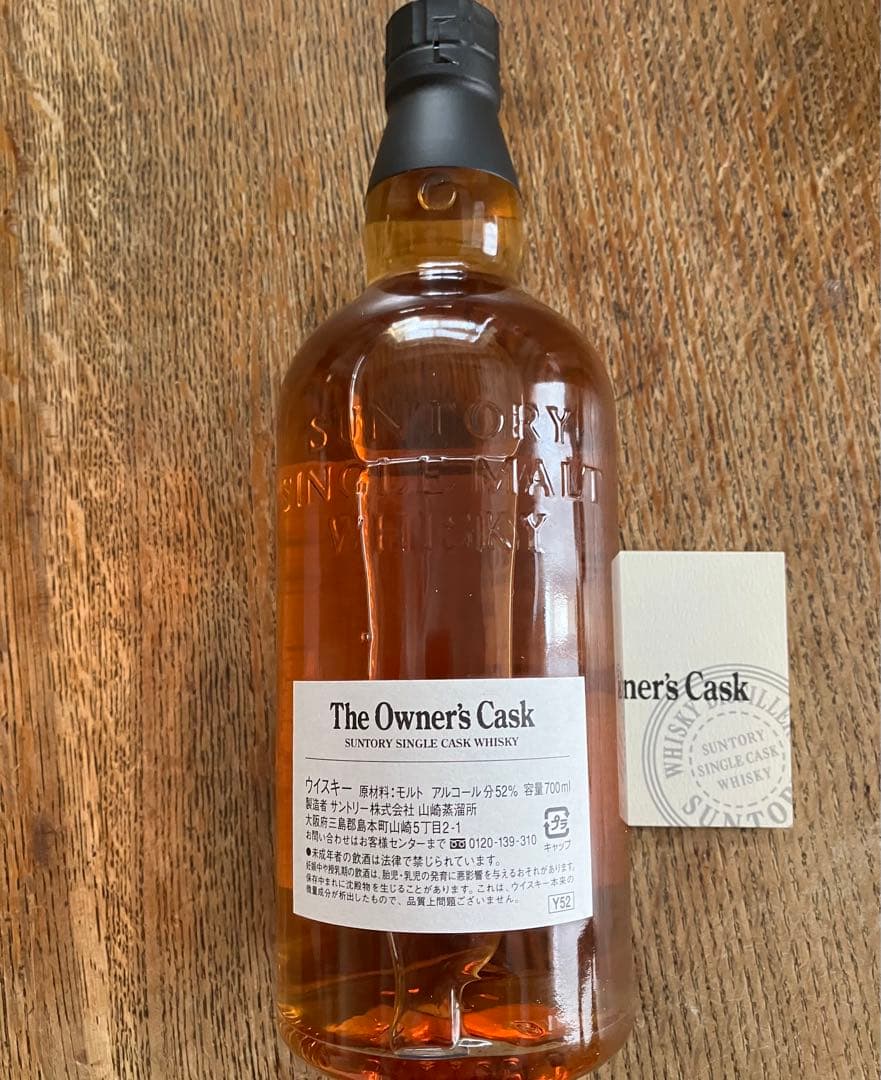 SUNTORY
SINGLE MALT
WHISKY
The Owner's Cask
SUNTORY SINGLE CASK WHISKY
ウイスキー 原材料:モルト アルコール分52% 容量700ml
製造者 サントリー株式会社 山崎蒸溜所
大阪府三島郡島本町山崎5丁目2-1
お問い合わせはお客様センターまで 0120-139-310
プラ
キャップ
●未成年者の飲酒は法律で禁じられています。
妊娠中や授乳期の飲酒は、胎児・乳児の発育に悪影響を与えるおそれがあります。
保存中まれに沈殿物を生じることがあります。これは、ウイスキー本来の
微量成分が析出したもので、品質上問題ございません。
Y52
ner's Cask
WHISKY DISTILLE
SUNTORY
SINGLE CASK
WHISKY
SUNTO